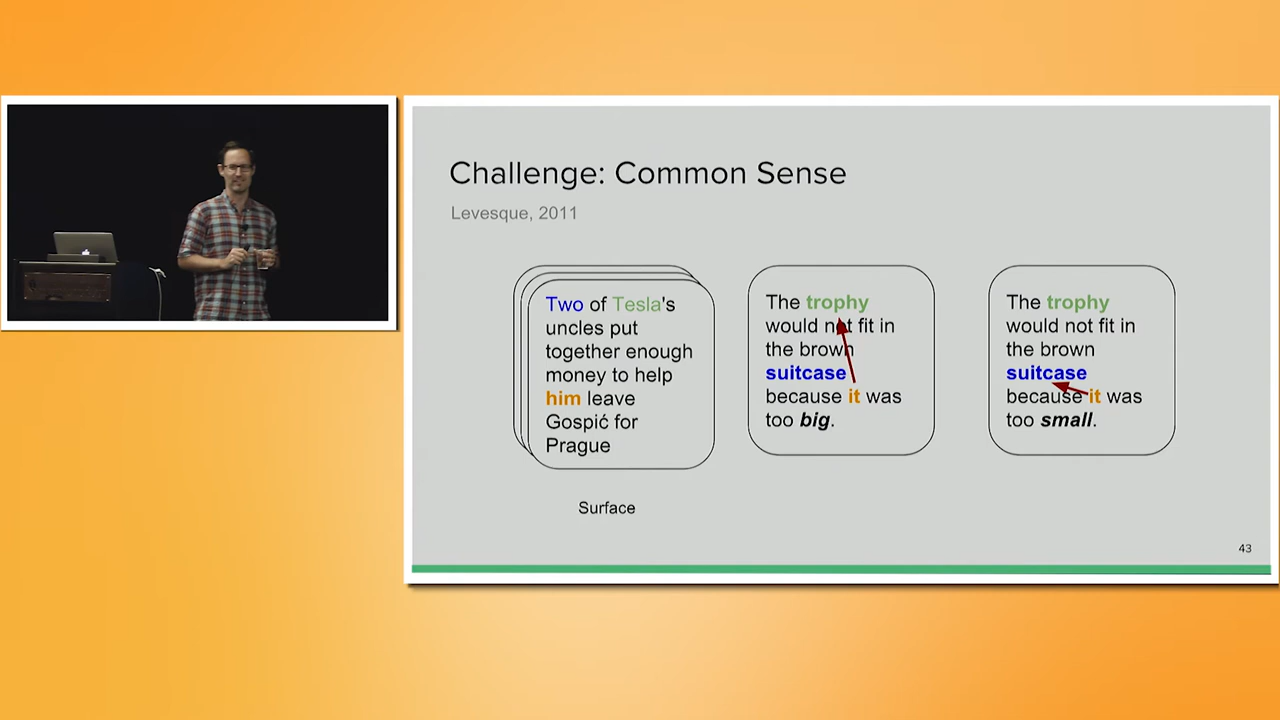 Challenge: Common Sense
Levesque, 2011
Two of Tesla's
uncles put
together enough
money to help
him leave
Gospić for
Prague
Surface
The trophy
would not fit in
the brown
suitcase
because it was
too big.
The trophy
would not fit in
the brown
suitcase
because it was
too small.
43